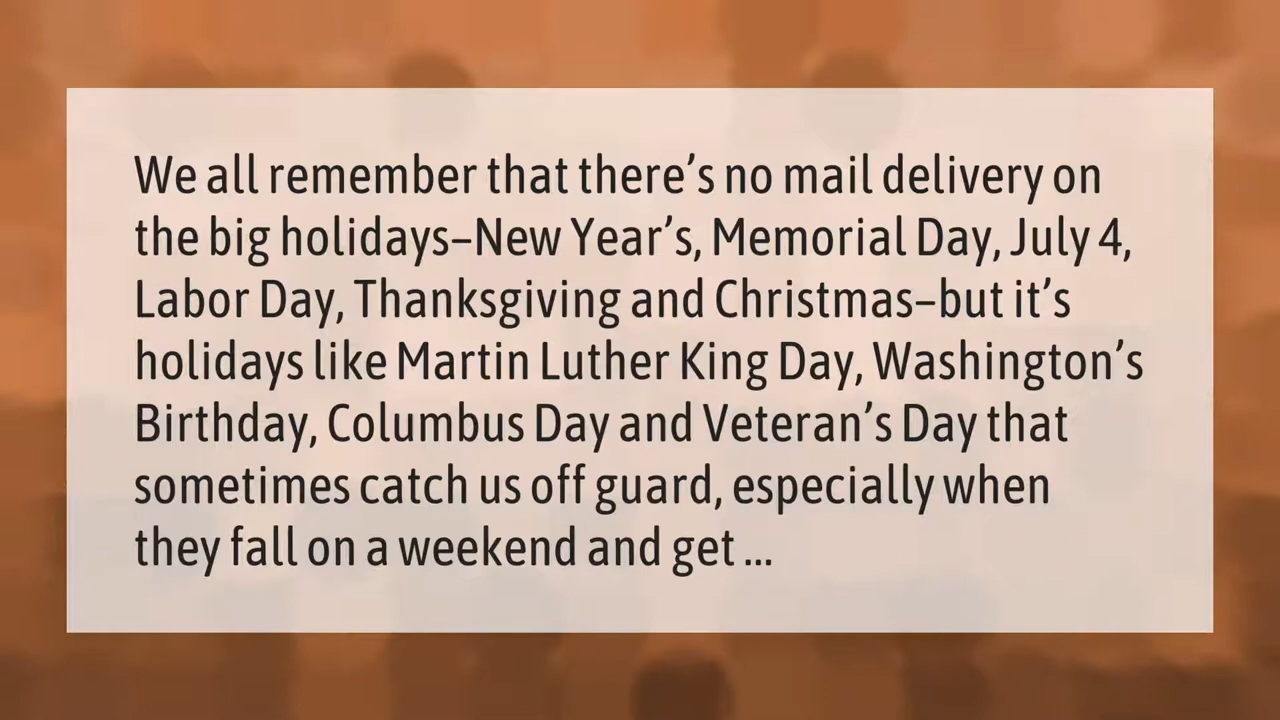 We all remember that there’s no mail delivery on
the big holidays–New Year’s, Memorial Day, July 4,
Labor Day, Thanksgiving and Christmas–but it’s
holidays like Martin Luther King Day, Washington’s
Birthday, Columbus Day and Veteran’s Day that
sometimes catch us off guard, especially when
they fall on a weekend and get ...